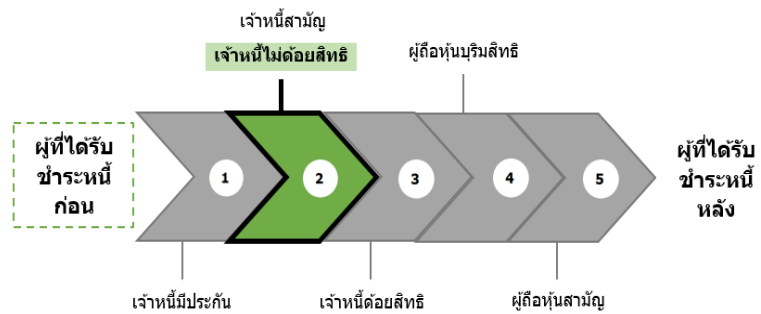 เจ้าหนี้สามัญ
เจ้าหนี้ไม่ด้อยสิทธิ
ผู้ถือหุ้นบุริมสิทธิ
ผู้ที่ได้รับ
ชำระหนี้
ก่อน
1
2
3
4
5
ผู้ที่ได้รับ
ชำระหนี้
หลัง
เจ้าหนี้มีประกัน
เจ้าหนี้ด้อยสิทธิ
ผู้ถือหุ้นสามัญ